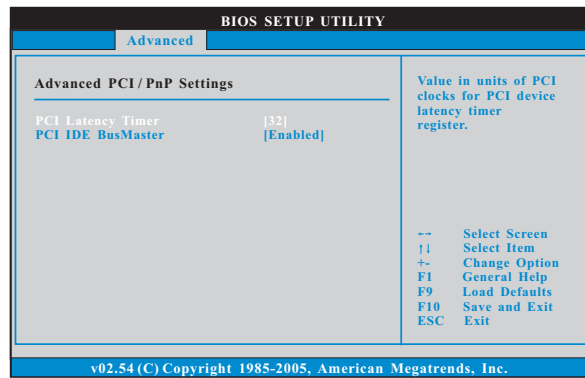 BIOS SETUP UTILITY
Advanced
Advanced PCI / PnP Settings
PCI Latency Timer [32]
PCI IDE BusMaster [Enabled]
Value in units of PCI
clocks for PCI device
latency timer
register.
←→ Select Screen
↑↓ Select Item
+- Change Option
F1 General Help
F9 Load Defaults
F10 Save and Exit
ESC Exit
v02.54 (C) Copyright 1985-2005, American Megatrends, Inc.